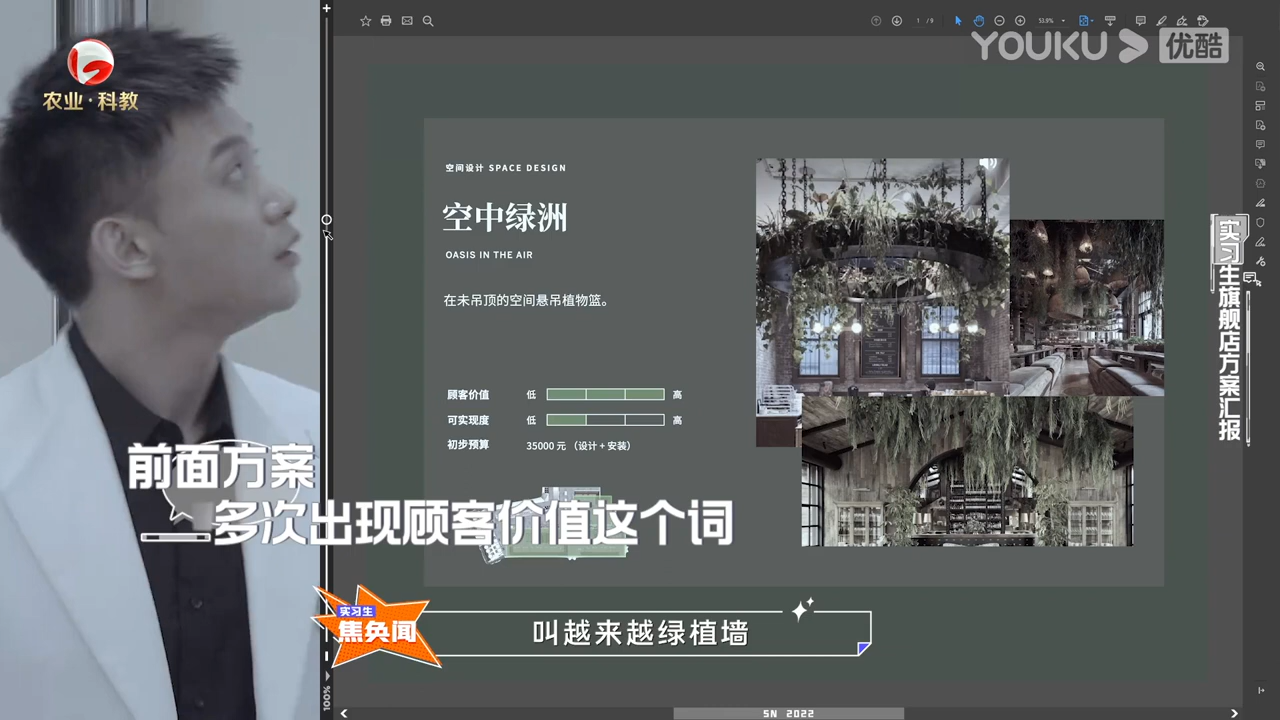 农业·科教
1 / 9
53.9%
YOUKU 优酷
空间设计 SPACE DESIGN
空中绿洲
OASIS IN THE AIR
在未吊顶的空间悬吊植物篮。
顾客价值 低 高
可实现度 低 高
初步预算 35000 元 （设计 + 安装）
实习生旗舰店方案汇报
前面方案
多次出现顾客价值这个词
实习生
焦奂闻
叫越来越绿植墙
100%
SN 2022